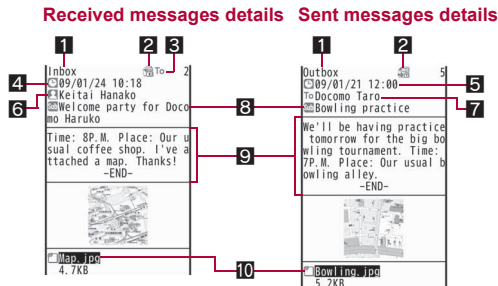 Received messages details
Sent messages details
1
2
3
Inbox
To
2
4
09/01/24 10:18
6
Keitai Hanako
Sub
Welcome party for Doco
mo Haruko
Time: 8P.M. Place: Our u
sual coffee shop. I've a
ttached a map. Thanks!
-END-
Map.jpg
4.7KB
8
9
10
1
2
Outbox
5
09/01/21 12:00
5
To
Docomo Taro
7
Sub
Bowling practice
We'll be having practice
tomorrow for the big bo
wling tournament. Time:
7P.M. Place: Our usual b
owling alley.
-END-
Bowling.jpg
5.2KB